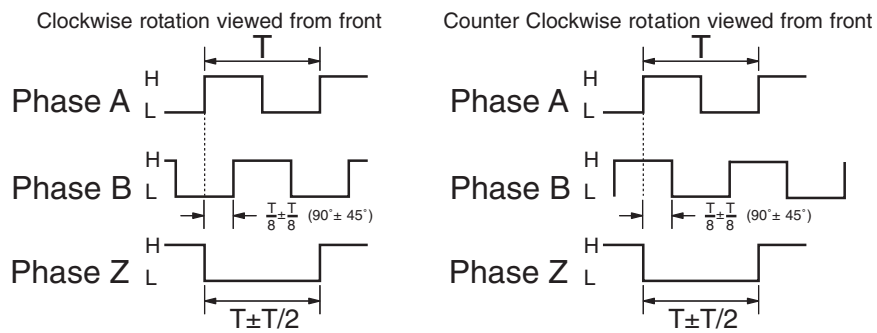 Clockwise rotation viewed from front
T
H
Phase A
L
H
Phase B
L
T/8±T/8 (90°± 45°)
H
Phase Z
L
T±T/2
Counter Clockwise rotation viewed from front
T
H
Phase A
L
H
Phase B
L
T/8±T/8 (90°± 45°)
H
Phase Z
L
T±T/2